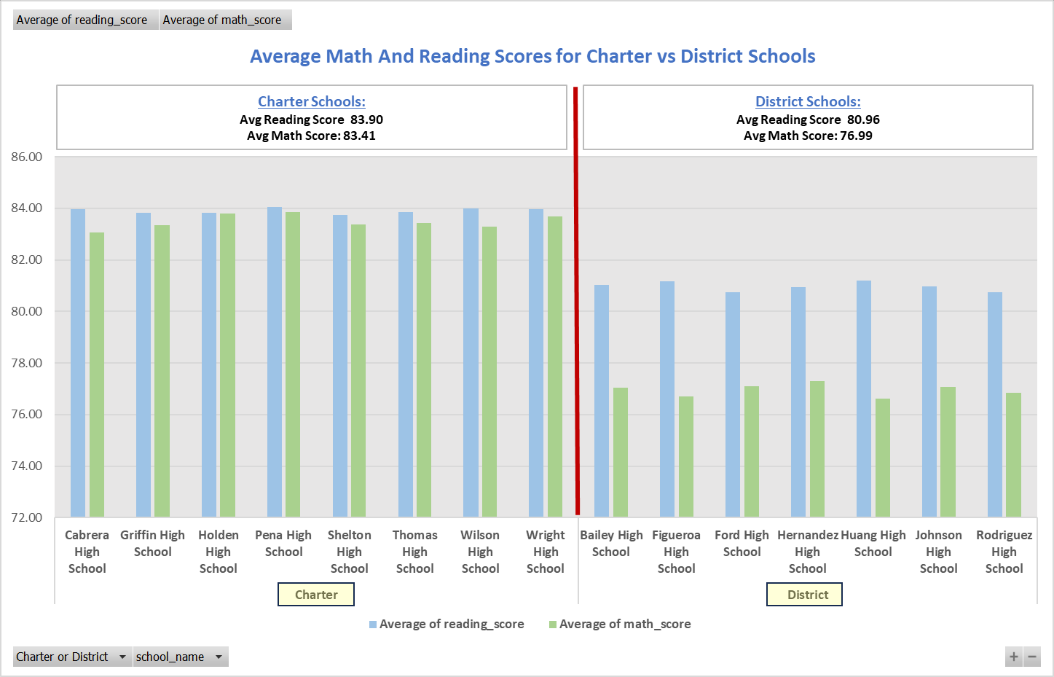 Average of reading_score Average of math_score
Average Math And Reading Scores for Charter vs District Schools
Charter Schools:
Avg Reading Score 83.90
Avg Math Score: 83.41
District Schools:
Avg Reading Score 80.96
Avg Math Score: 76.99
86.00
84.00
82.00
80.00
78.00
76.00
74.00
72.00
Cabrera High School
Griffin High School
Holden High School
Pena High School
Shelton High School
Thomas High School
Wilson High School
Wright High School
Bailey High School
Figueroa High School
Ford High School
Hernandez High School
Huang High School
Johnson High School
Rodriguez High School
Charter
District
Average of reading_score Average of math_score
Charter or District school_name
+ −